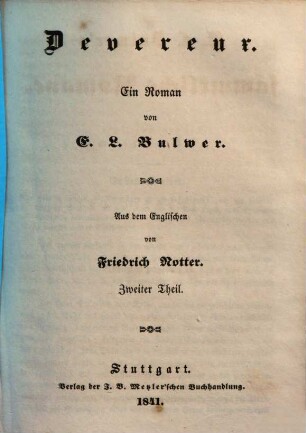 Devereux.
Ein Roman
von
E. L. Bulwer.
Aus dem Englischen
von
Friedrich Notter.
Zweiter Theil.
Stuttgart.
Verlag der J. B. Metzler'schen Buchhandlung.
1841.